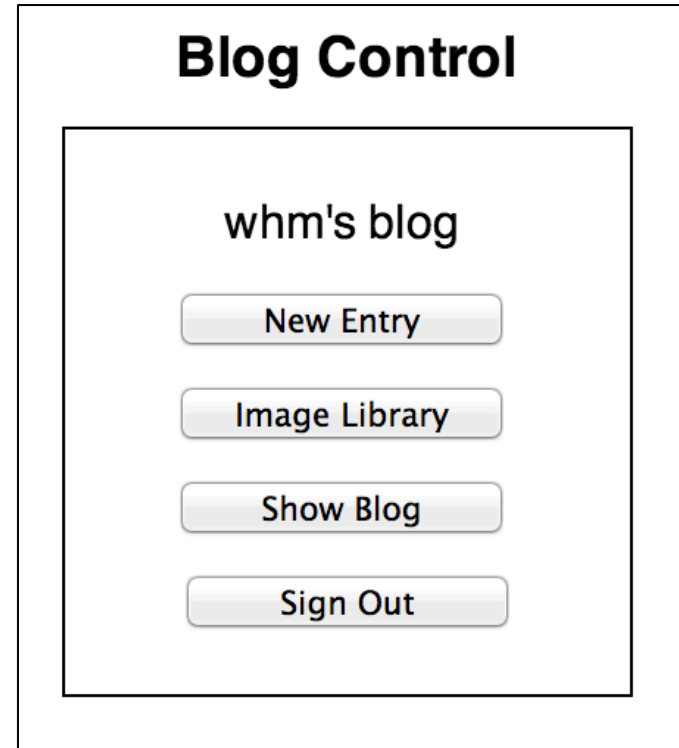 Blog Control
whm's blog
New Entry
Image Library
Show Blog
Sign Out